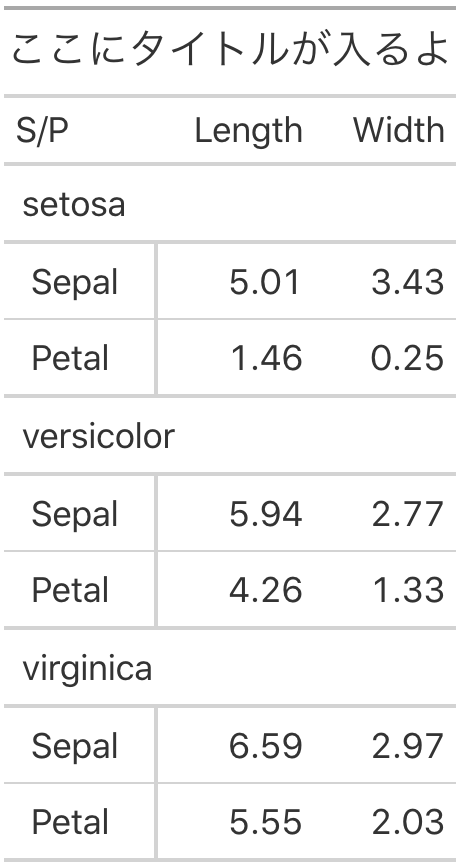 ここにタイトルが入るよ
S/P Length Width
setosa
Sepal 5.01 3.43
Petal 1.46 0.25
versicolor
Sepal 5.94 2.77
Petal 4.26 1.33
virginica
Sepal 6.59 2.97
Petal 5.55 2.03